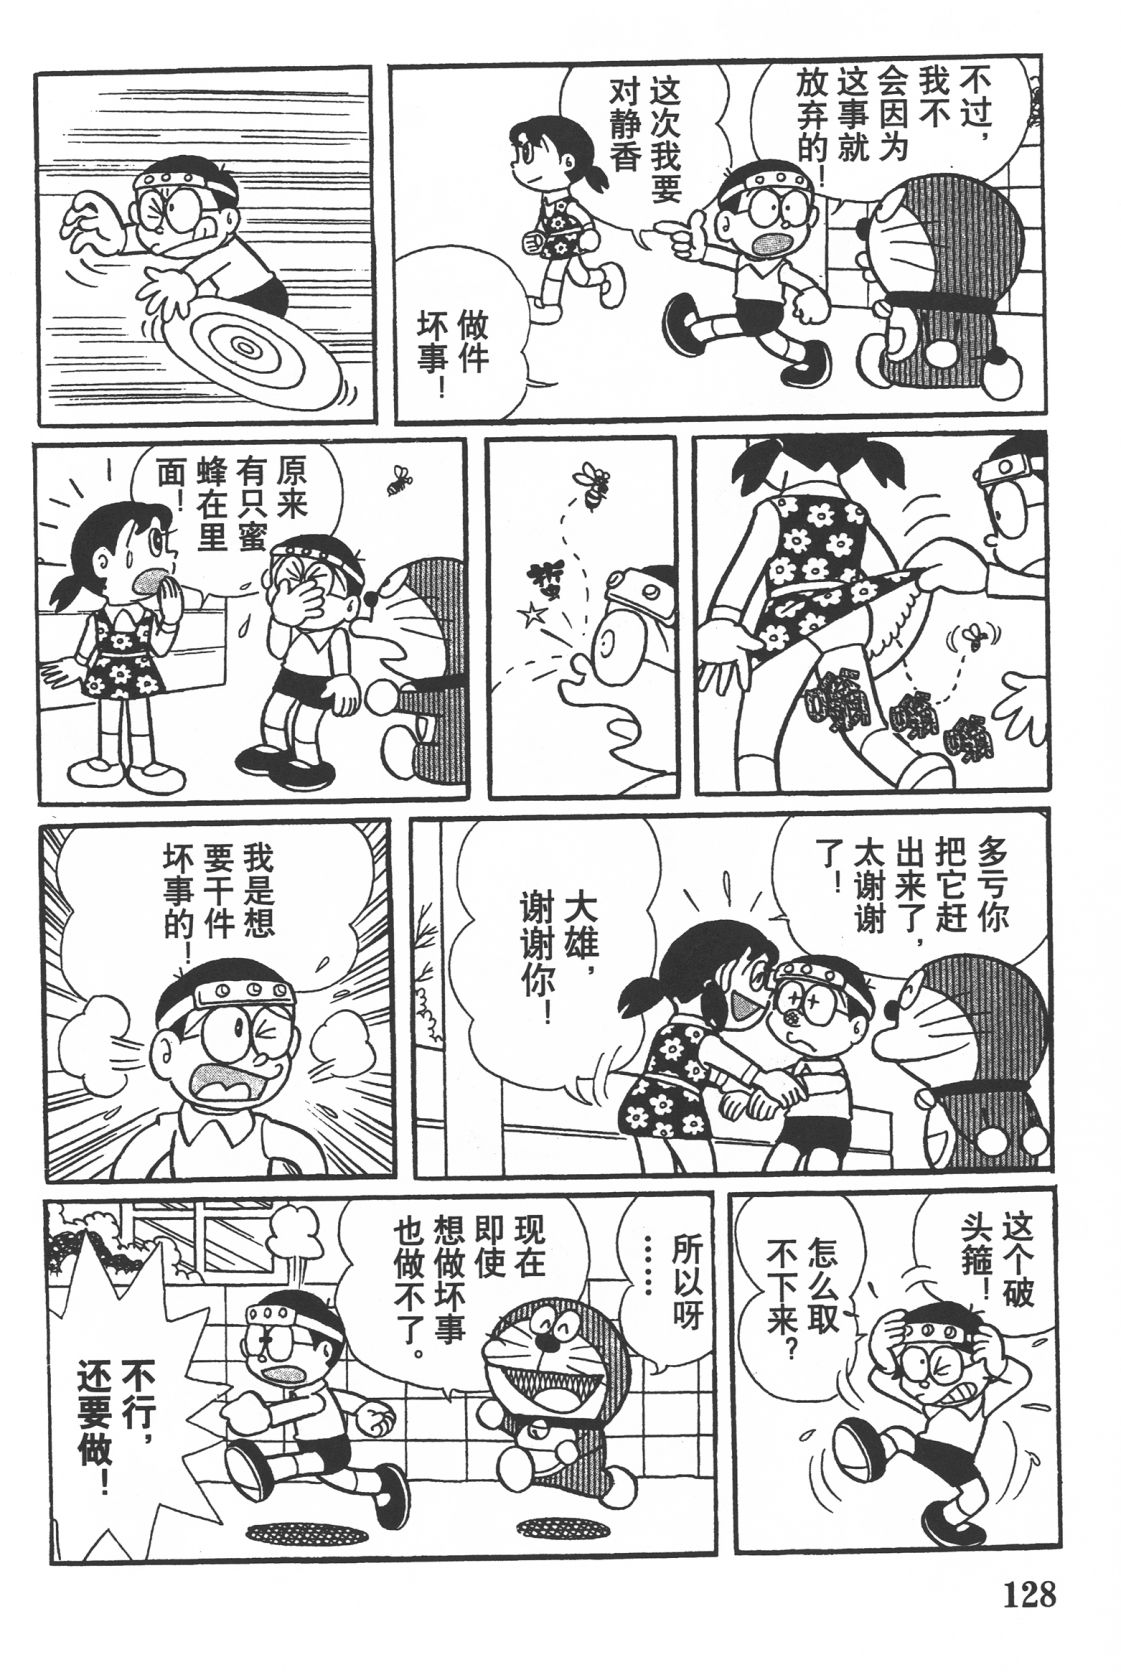 不过，
我不
会因为
这事就
放弃的！
这次我要
对静香
做件
坏事！
嗡
嗡
嗡
蜇
原来
有只蜜
蜂在里
面！
多亏你
把它赶
出来了，
太谢谢
了！
大雄，
谢谢你！
我是想
要干件
坏事的！
这个破
头箍！
怎么取
不下来？
所以呀
……
现在
即使
想做坏事
也做不了。
不行，
还要做！
128